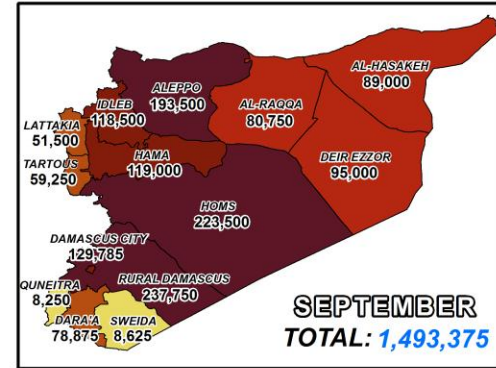 AL-HASAKEH
89,000
ALEPPO
193,500
IDLEB
118,500
AL-RAQQA
80,750
LATTAKIA
51,500
TARTOUS
59,250
HAMA
119,000
DEIR EZZOR
95,000
HOMS
223,500
DAMASCUS CITY
129,785
RURAL DAMASCUS
237,750
QUNEITRA
8,250
DARA'A
78,875
SWEIDA
8,625
SEPTEMBER
TOTAL: 1,493,375